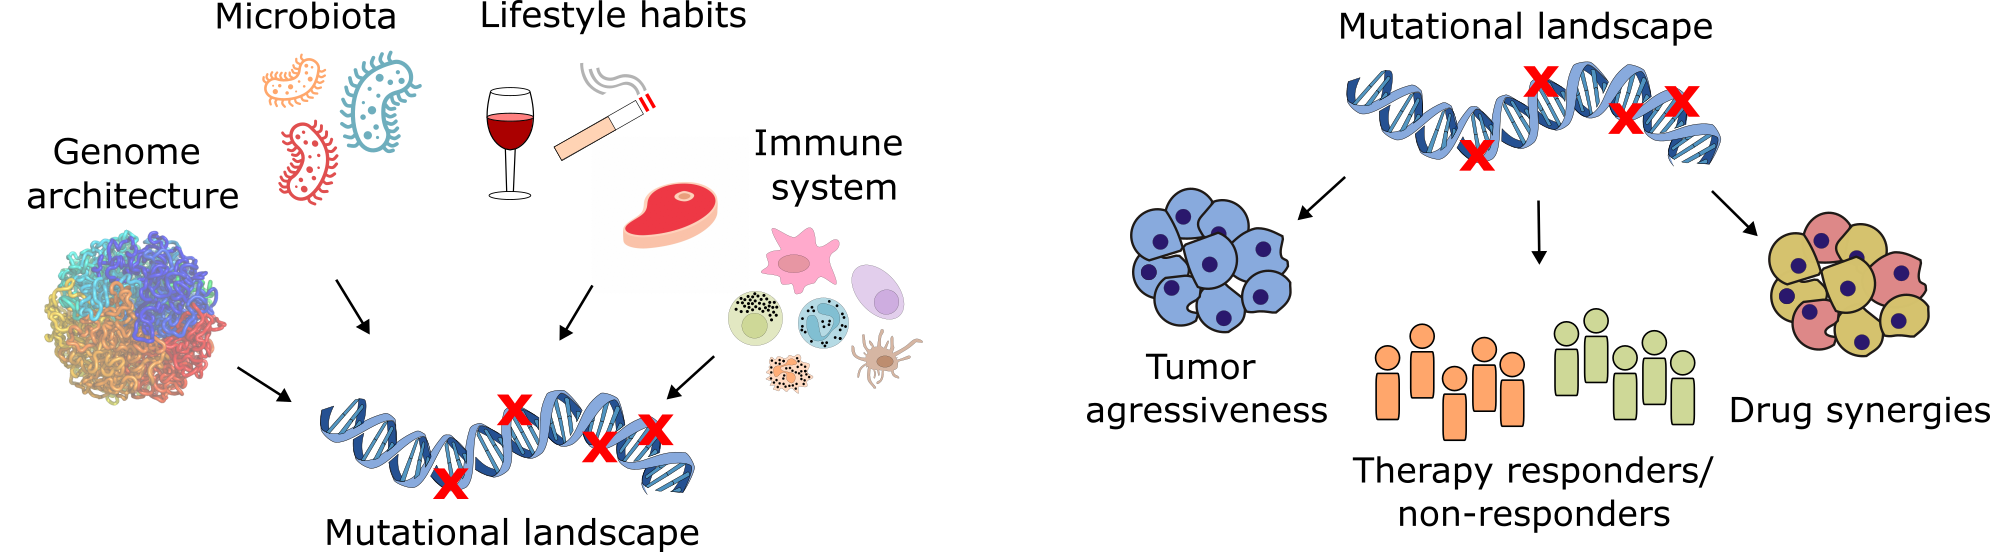 Microbiota
Lifestyle habits
Genome
architecture
Immune
system
Mutational landscape
Mutational landscape
Tumor
agressiveness
Therapy responders/
non-responders
Drug synergies